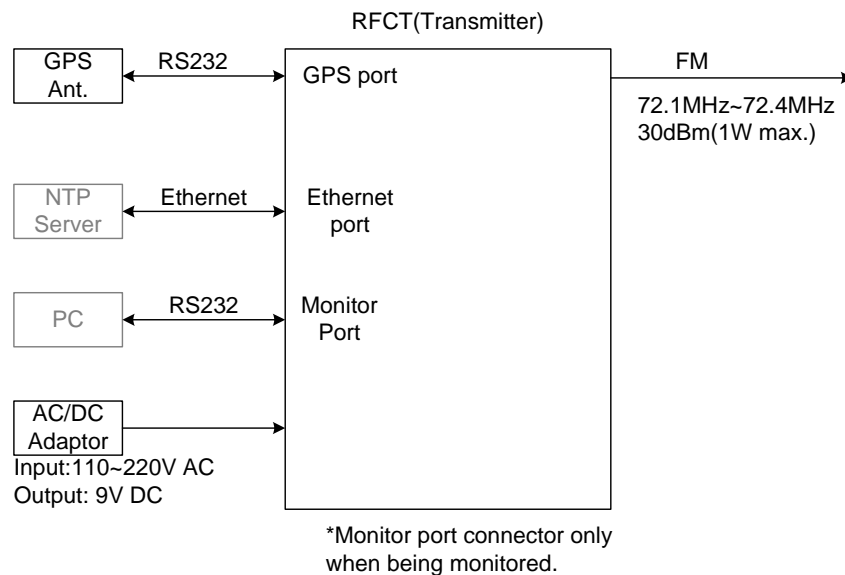 RFCT(Transmitter)
GPS
Ant.
RS232
GPS port
FM
72.1MHz~72.4MHz
30dBm(1W max.)
NTP
Server
Ethernet
Ethernet
port
PC
RS232
Monitor
Port
AC/DC
Adaptor
Input:110~220V AC
Output: 9V DC
*Monitor port connector only
when being monitored.